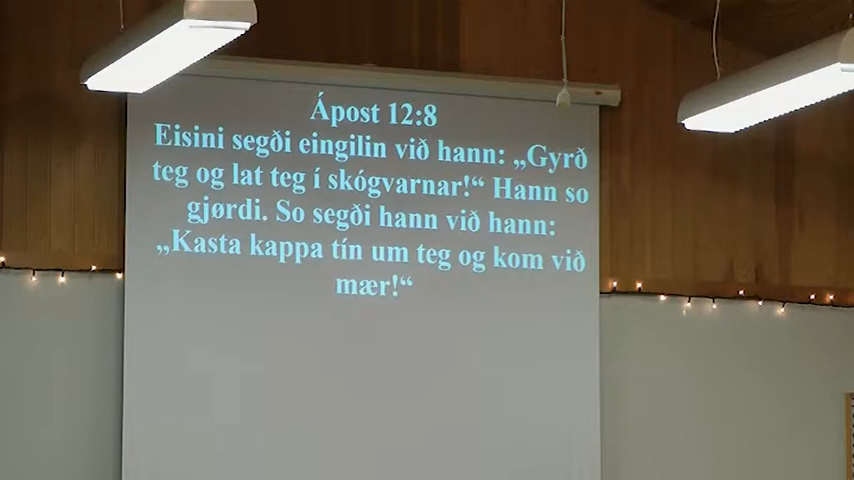 Ápost 12:8
Eisini segði eingilin við hann: „Gyrð
teg og lat teg í skógvarnar!“ Hann so
gjørdi. So segði hann við hann:
„Kasta kappa tín um teg og kom við
mær!“